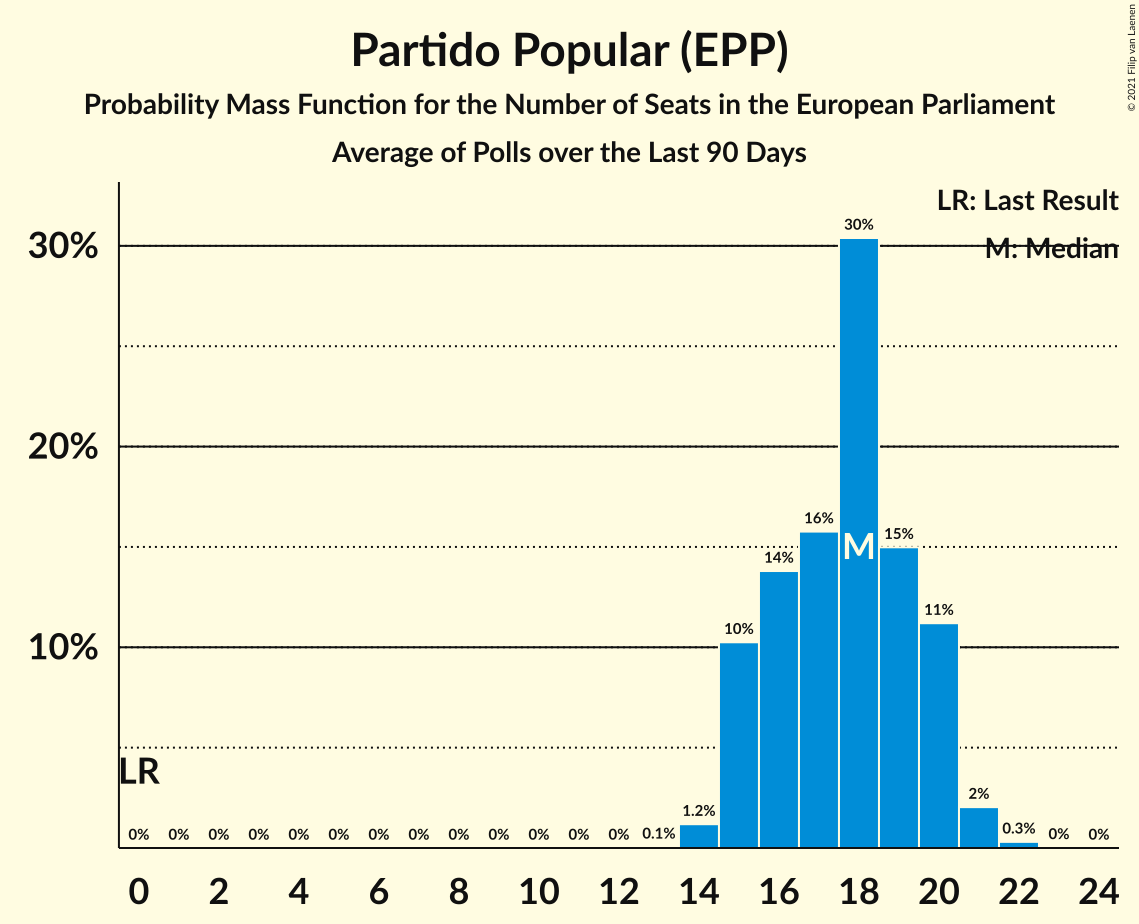 © 2021 Filip van Laenen
Partido Popular (EPP)
Probability Mass Function for the Number of Seats in the European Parliament
Average of Polls over the Last 90 Days
LR: Last Result
M: Median
30%
20%
10%
30%
16%
15%
14%
11%
10%
2%
1.2%
0% 0% 0% 0% 0% 0% 0% 0% 0% 0% 0% 0% 0% 0.1% 0.3% 0% 0%
M
LR
0 2 4 6 8 10 12 14 16 18 20 22 24